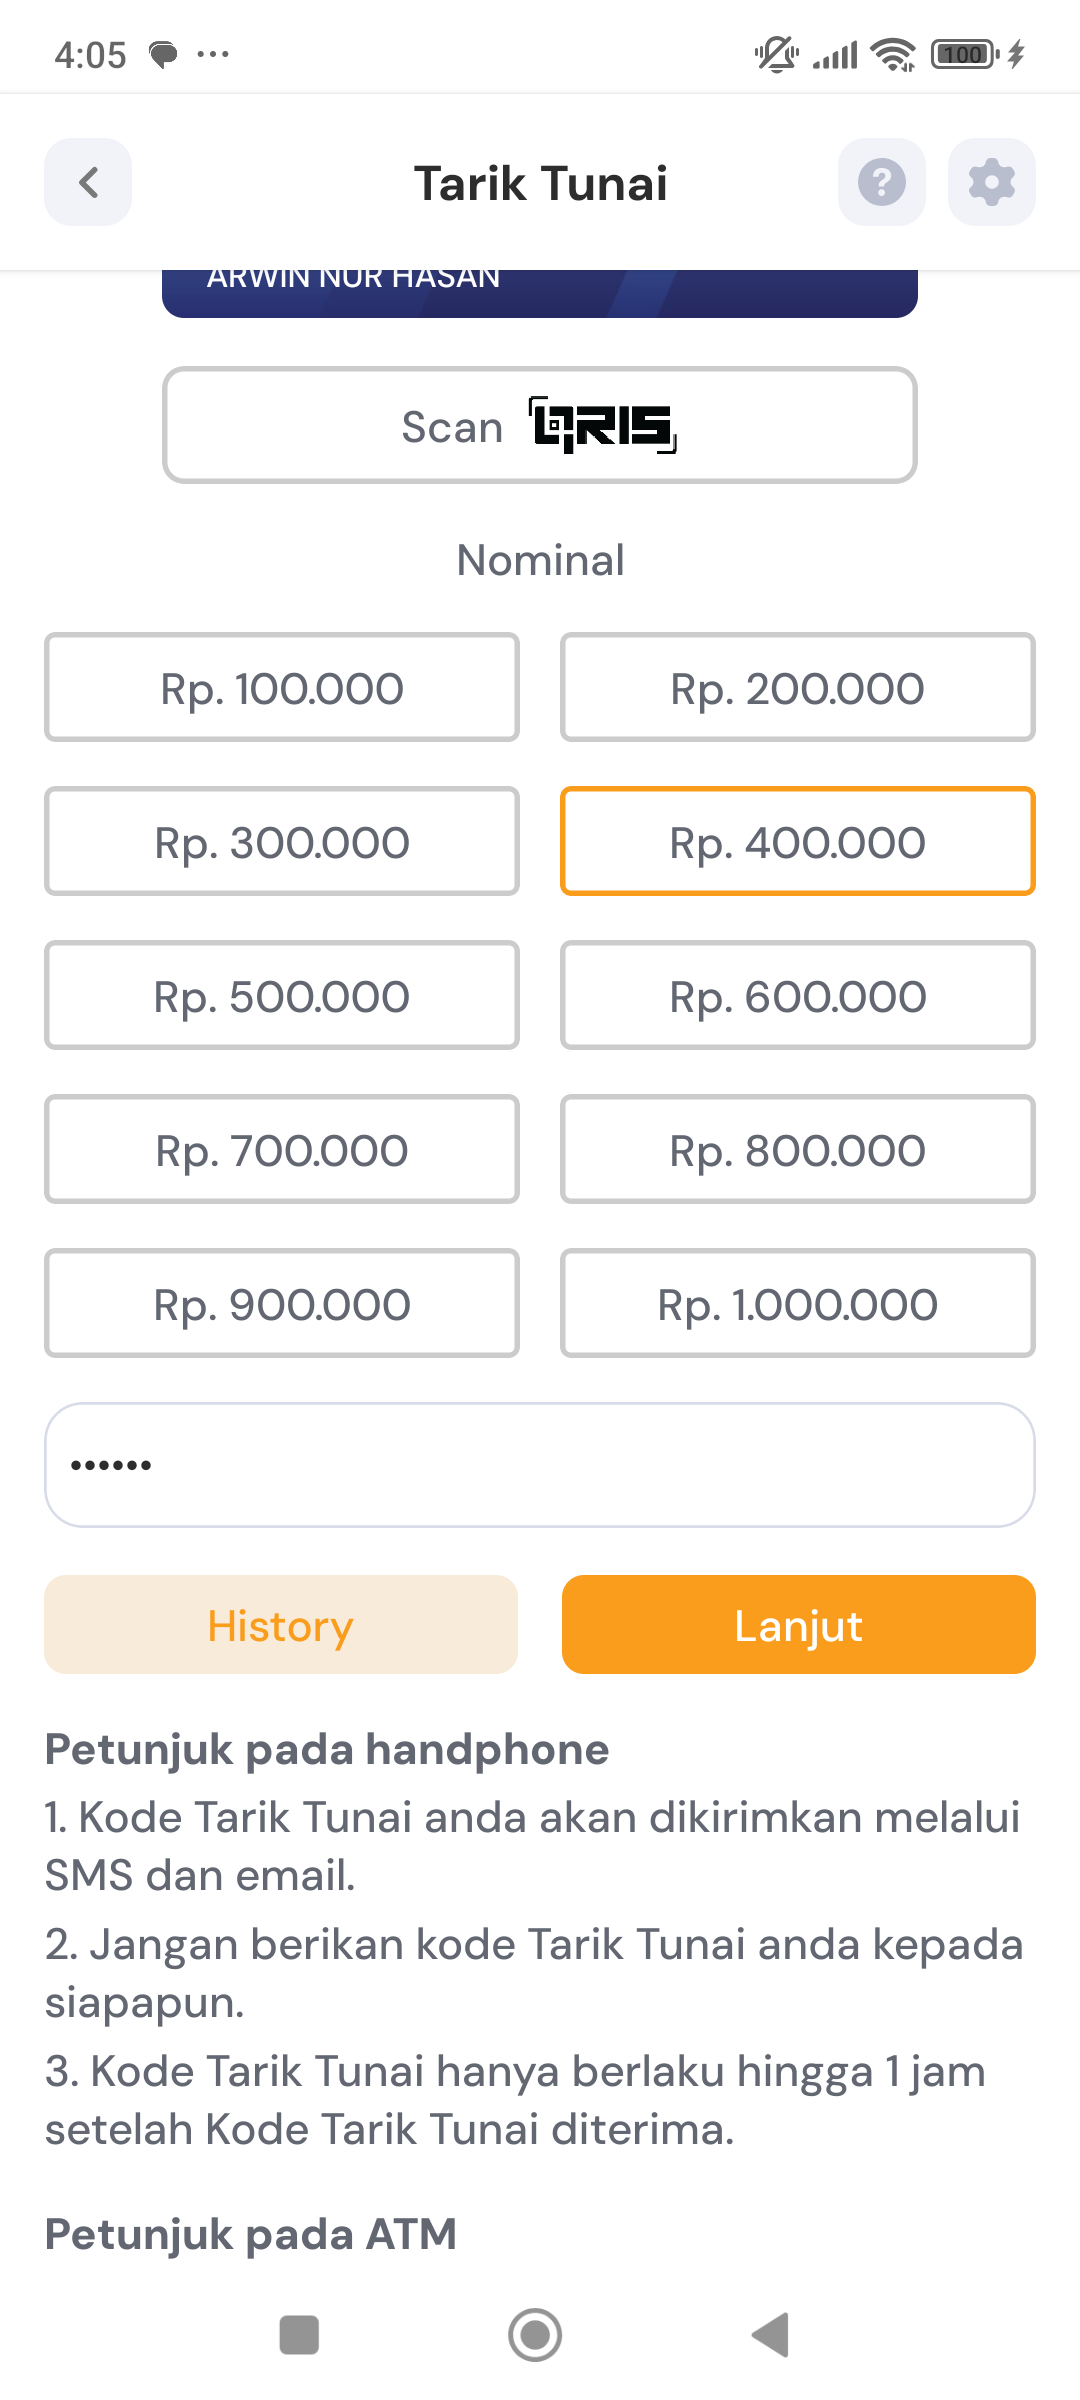 4:05
100
Tarik Tunai
ARWIN NUR HASAN
Scan QRIS
Nominal
Rp. 100.000
Rp. 200.000
Rp. 300.000
Rp. 400.000
Rp. 500.000
Rp. 600.000
Rp. 700.000
Rp. 800.000
Rp. 900.000
Rp. 1.000.000
••••••
History
Lanjut
Petunjuk pada handphone
1. Kode Tarik Tunai anda akan dikirimkan melalui
SMS dan email.
2. Jangan berikan kode Tarik Tunai anda kepada
siapapun.
3. Kode Tarik Tunai hanya berlaku hingga 1 jam
setelah Kode Tarik Tunai diterima.
Petunjuk pada ATM